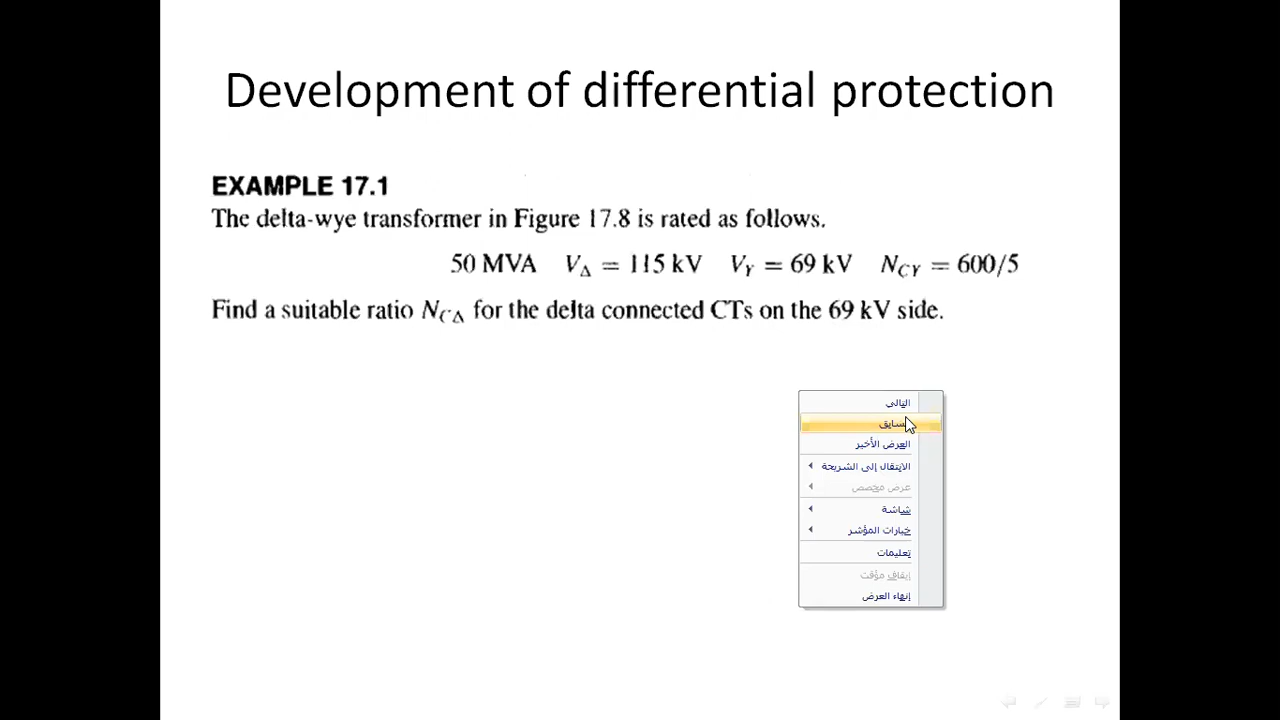 Development of differential protection
EXAMPLE 17.1
The delta-wye transformer in Figure 17.8 is rated as follows.
50 MVA V_Δ = 115 kV V_Y = 69 kV N_CY = 600/5
Find a suitable ratio N_CΔ for the delta connected CTs on the 69 kV side.
التالي
السابق
العرض الأخير
الانتقال إلى الشريحة
عرض مخصص
شاشة
خيارات المؤشر
تعليمات
إيقاف مؤقت
إنهاء العرض